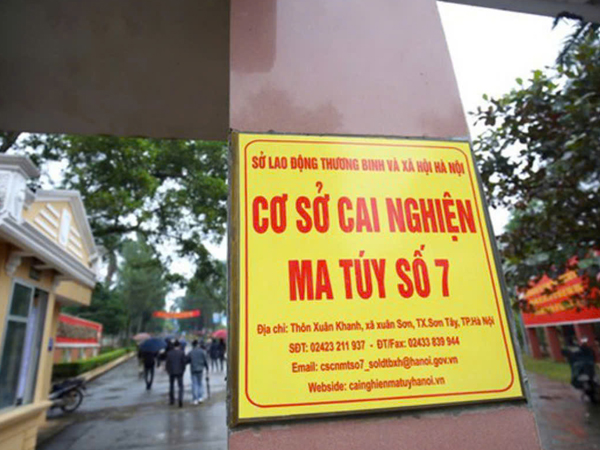 SỞ LAO ĐỘNG THƯƠNG BINH VÀ XÃ HỘI HÀ NỘI
CƠ SỞ CAI NGHIỆN
MA TÚY SỐ 7
Địa chỉ: Thôn Xuân Khanh, xã xuân Sơn, TX.Sơn Tây, TP.Hà Nội
SĐT: 02423 211 937 - ĐT/Fax: 02433 839 944
Email: cscnmtso7_soldtbxh@hanoi.gov.vn
Webside: cainghienmatuyhanoi.vn